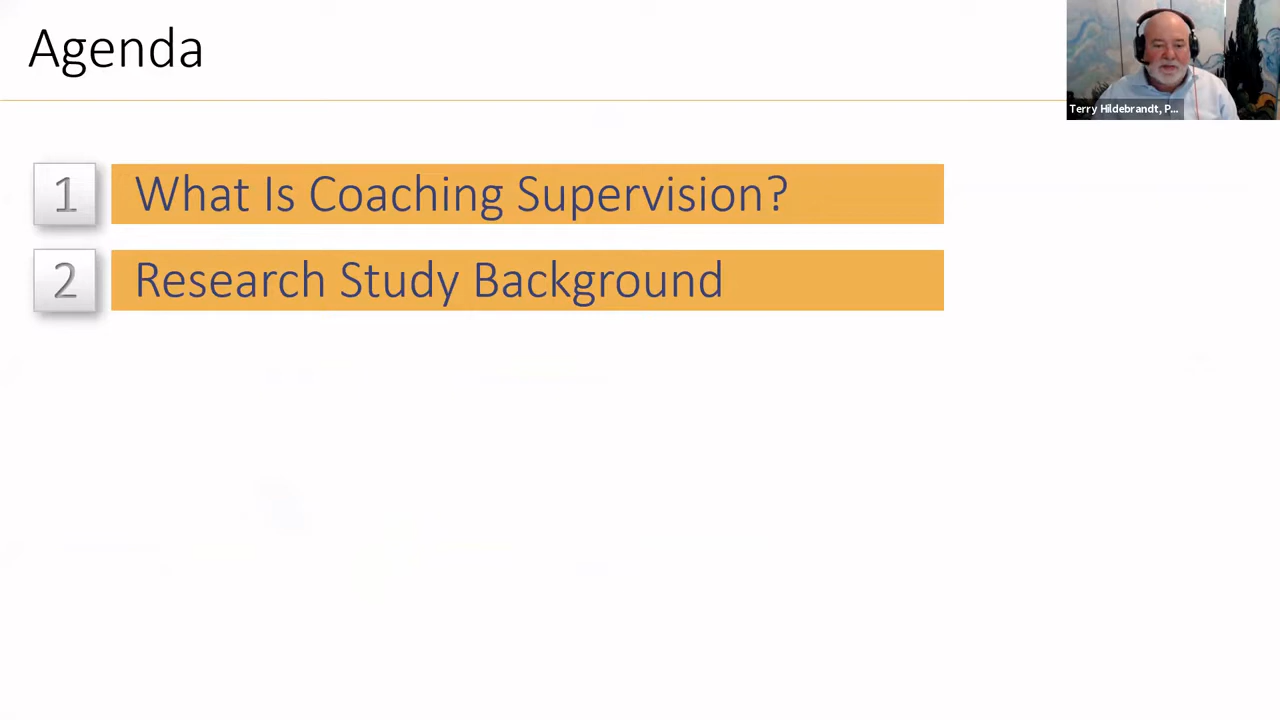 Agenda
Terry Hildebrandt, P...
1 What Is Coaching Supervision?
2 Research Study Background